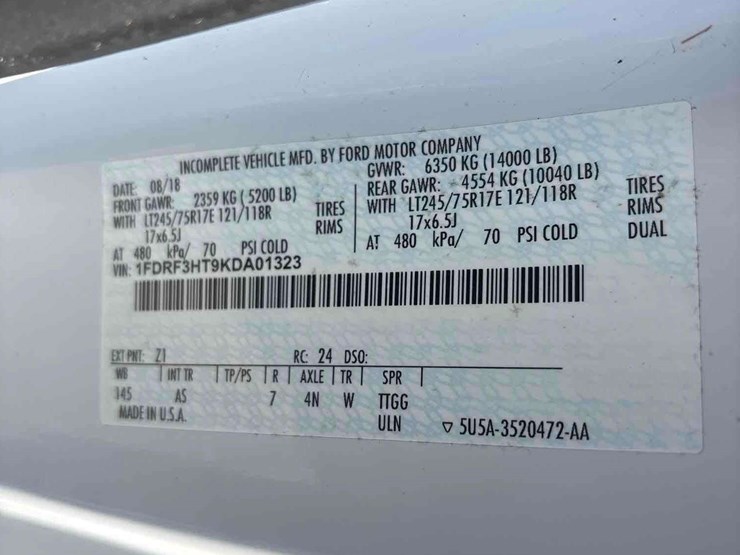 INCOMPLETE VEHICLE MFD. BY FORD MOTOR COMPANY
DATE: 08/18 GVWR: 6350 KG (14000 LB)
FRONT GAWR: 2359 KG ( 5200 LB) REAR GAWR: 4554 KG (10040 LB)
WITH LT245/75R17E 121/118R TIRES WITH LT245/75R17E 121/118R TIRES
17x6.5J RIMS 17x6.5J RIMS
AT 480 kPa/ 70 PSI COLD AT 480 kPa/ 70 PSI COLD DUAL
VIN: 1FDRF3HT9KDA01323
EXT PNT: Z1 RC: 24 DSO:
WB INT TR TP/PS R AXLE TR SPR
145 AS 7 4N W TTGG
MADE IN U.S.A. ULN ▽ 5U5A-3520472-AA